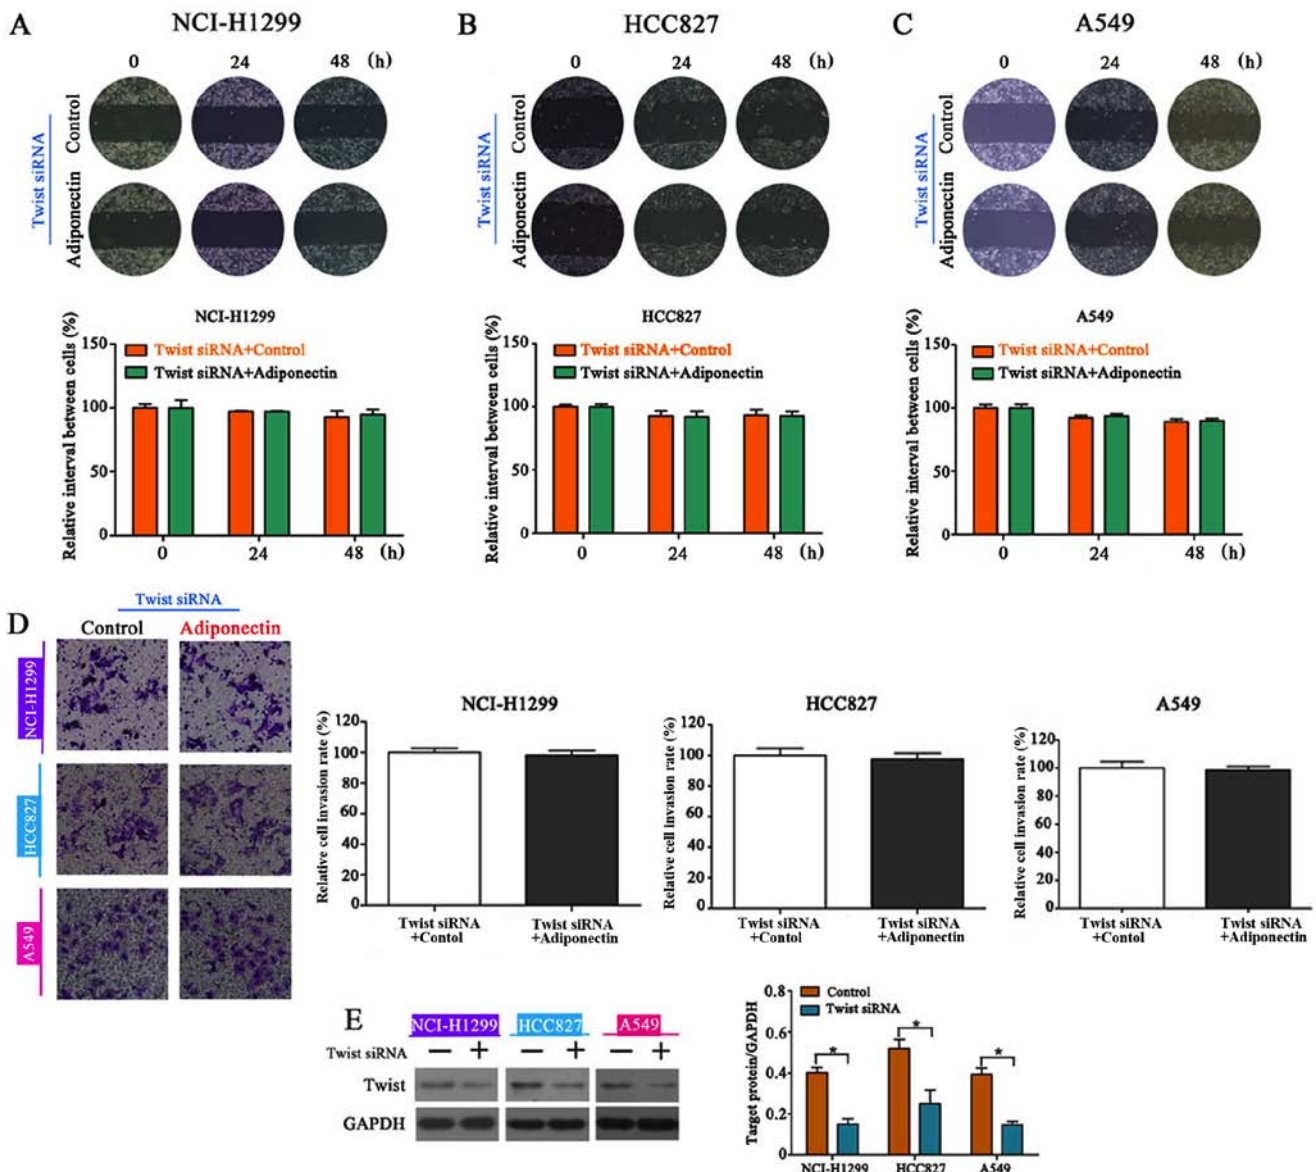 A NCI-H1299
0 24 48 (h)
Twist siRNA
Control
Adiponectin
Relative interval between cells (%)
NCI-H1299
150
100
50
0
Twist siRNA+Control
Twist siRNA+Adiponectin
0 24 48 (h)
B HCC827
0 24 48 (h)
Twist siRNA
Control
Adiponectin
Relative interval between cells (%)
HCC827
150
100
50
0
Twist siRNA+Control
Twist siRNA+Adiponectin
0 24 48 (h)
C A549
0 24 48 (h)
Twist siRNA
Control
Adiponectin
Relative interval between cells (%)
A549
150
100
50
0
Twist siRNA+Control
Twist siRNA+Adiponectin
0 24 48 (h)
D
Twist siRNA
Control Adiponectin
NCI-H1299
HCC827
A549
NCI-H1299
Relative cell invasion rate (%)
120
100
80
60
40
20
0
Twist siRNA Twist siRNA
+Contol +Adiponectin
HCC827
Relative cell invasion rate (%)
120
100
80
60
40
20
0
Twist siRNA Twist siRNA
+Contol +Adiponectin
A549
Relative cell invasion rate (%)
120
100
80
60
40
20
0
Twist siRNA Twist siRNA
+Contol +Adiponectin
E
NCI-H1299 HCC827 A549
Twist siRNA — + — + — +
Twist
GAPDH
Target protein/GAPDH
0.8
0.6
0.4
0.2
0
Control
Twist siRNA
* * *
NCI-H1299 HCC827 A549